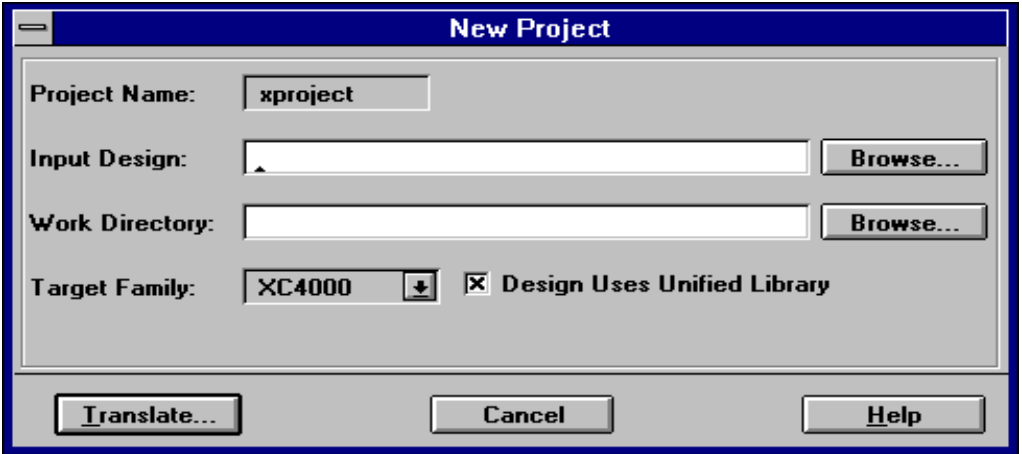 New Project
Project Name: xproject
Input Design: Browse...
Work Directory: Browse...
Target Family: XC4000 Design Uses Unified Library
Translate... Cancel Help